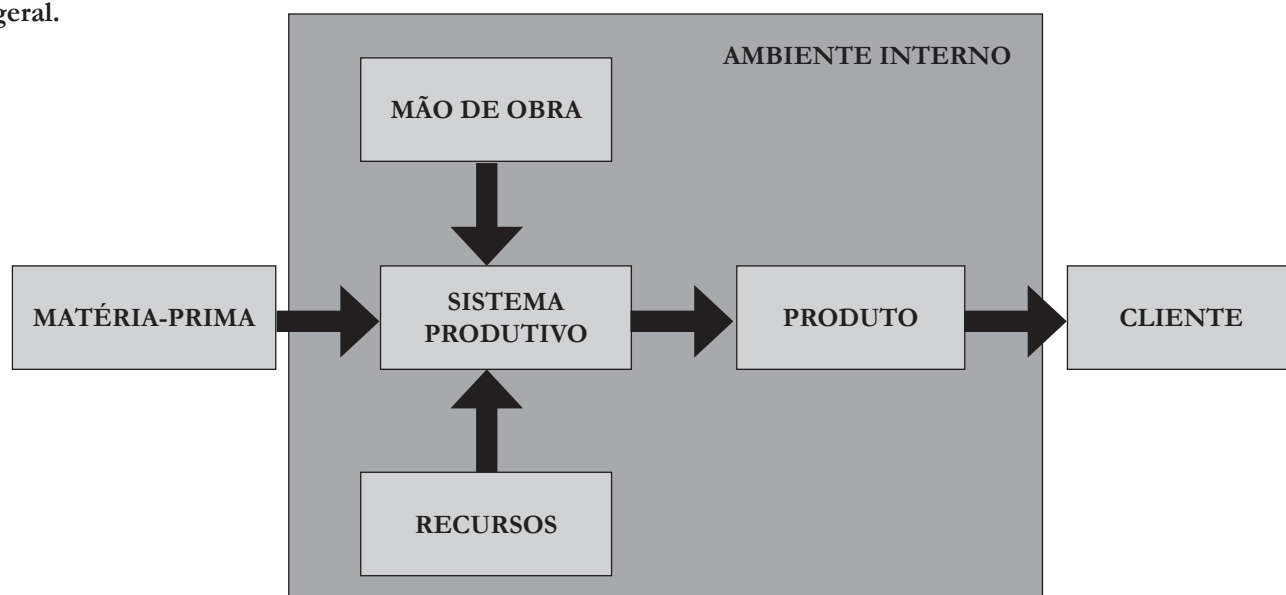 geral.
AMBIENTE INTERNO
MÃO DE OBRA
MATÉRIA-PRIMA
SISTEMA
PRODUTIVO
PRODUTO
CLIENTE
RECURSOS